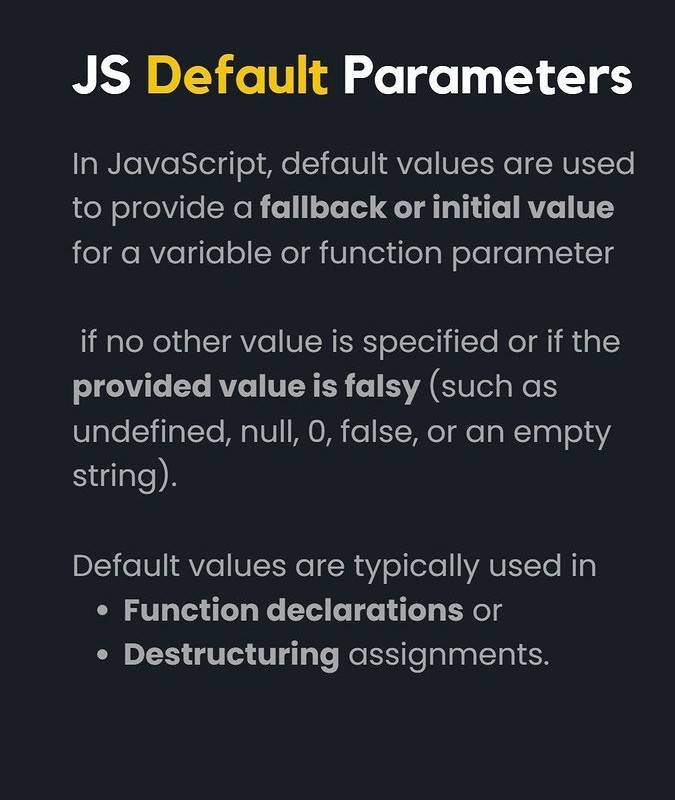 JS Default Parameters
In JavaScript, default values are used
to provide a fallback or initial value
for a variable or function parameter
if no other value is specified or if the
provided value is falsy (such as
undefined, null, 0, false, or an empty
string).
Default values are typically used in
• Function declarations or
• Destructuring assignments.